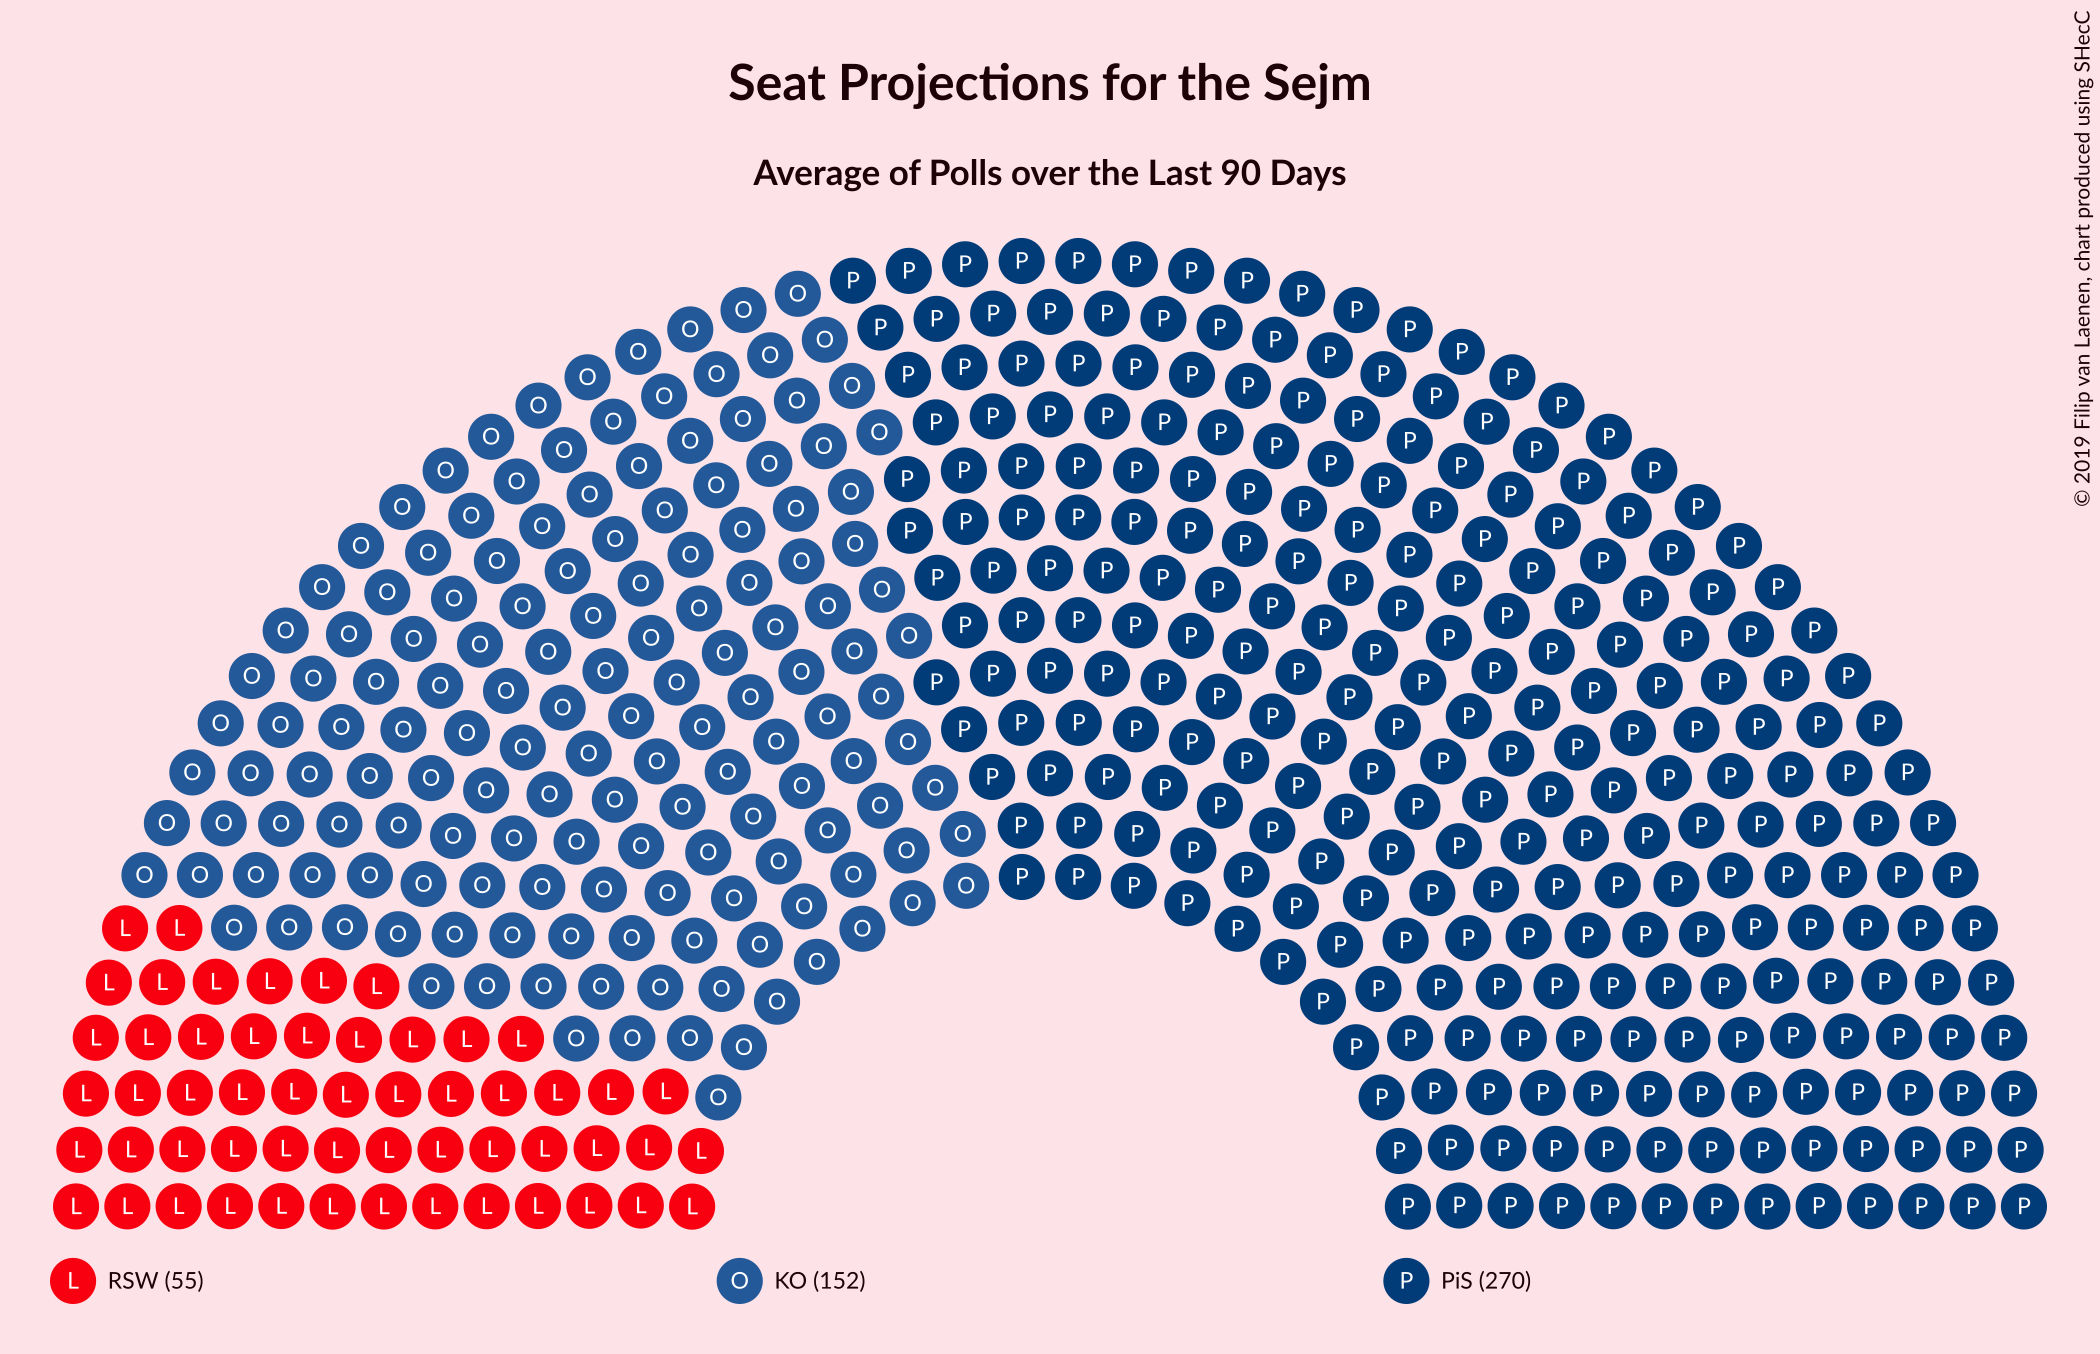 Seat Projections for the Sejm
Average of Polls over the Last 90 Days
© 2019 Filip van Laenen, chart produced using SHecC
L RSW (55)
O KO (152)
P PiS (270)